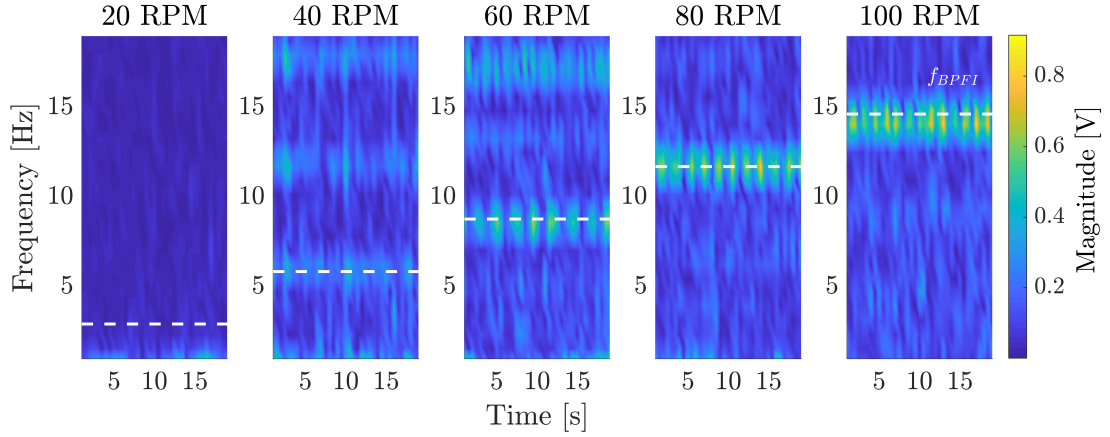 20 RPM 40 RPM 60 RPM 80 RPM 100 RPM
Frequency [Hz]
15 10 5
15 10 5
15 10 5
15 10 5
15 10 5
f_BPFI
0.8
0.6
0.4
0.2
Magnitude [V]
5 10 15 5 10 15 5 10 15 5 10 15 5 10 15
Time [s]